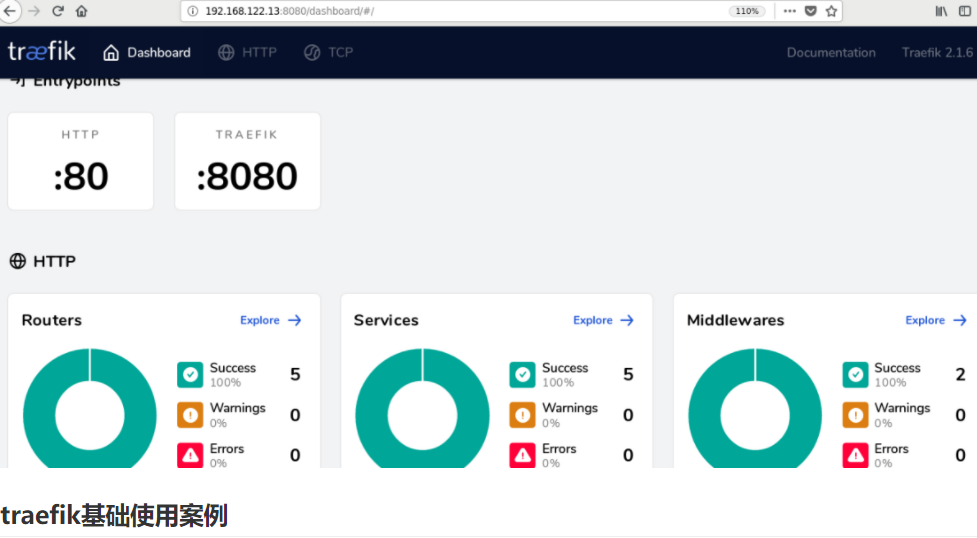 192.168.122.13:8080/dashboard/#/
110%
træfik Dashboard HTTP TCP Documentation Traefik 2.1.6
Entrypoints
HTTP TRAEFIK
:80 :8080
HTTP
Routers Explore → Services Explore → Middlewares Explore →
Success 5 Success 5 Success 2
100% 100% 100%
Warnings 0 Warnings 0 Warnings 0
0% 0% 0%
Errors 0 Errors 0 Errors 0
0% 0% 0%
traefik基础使用案例